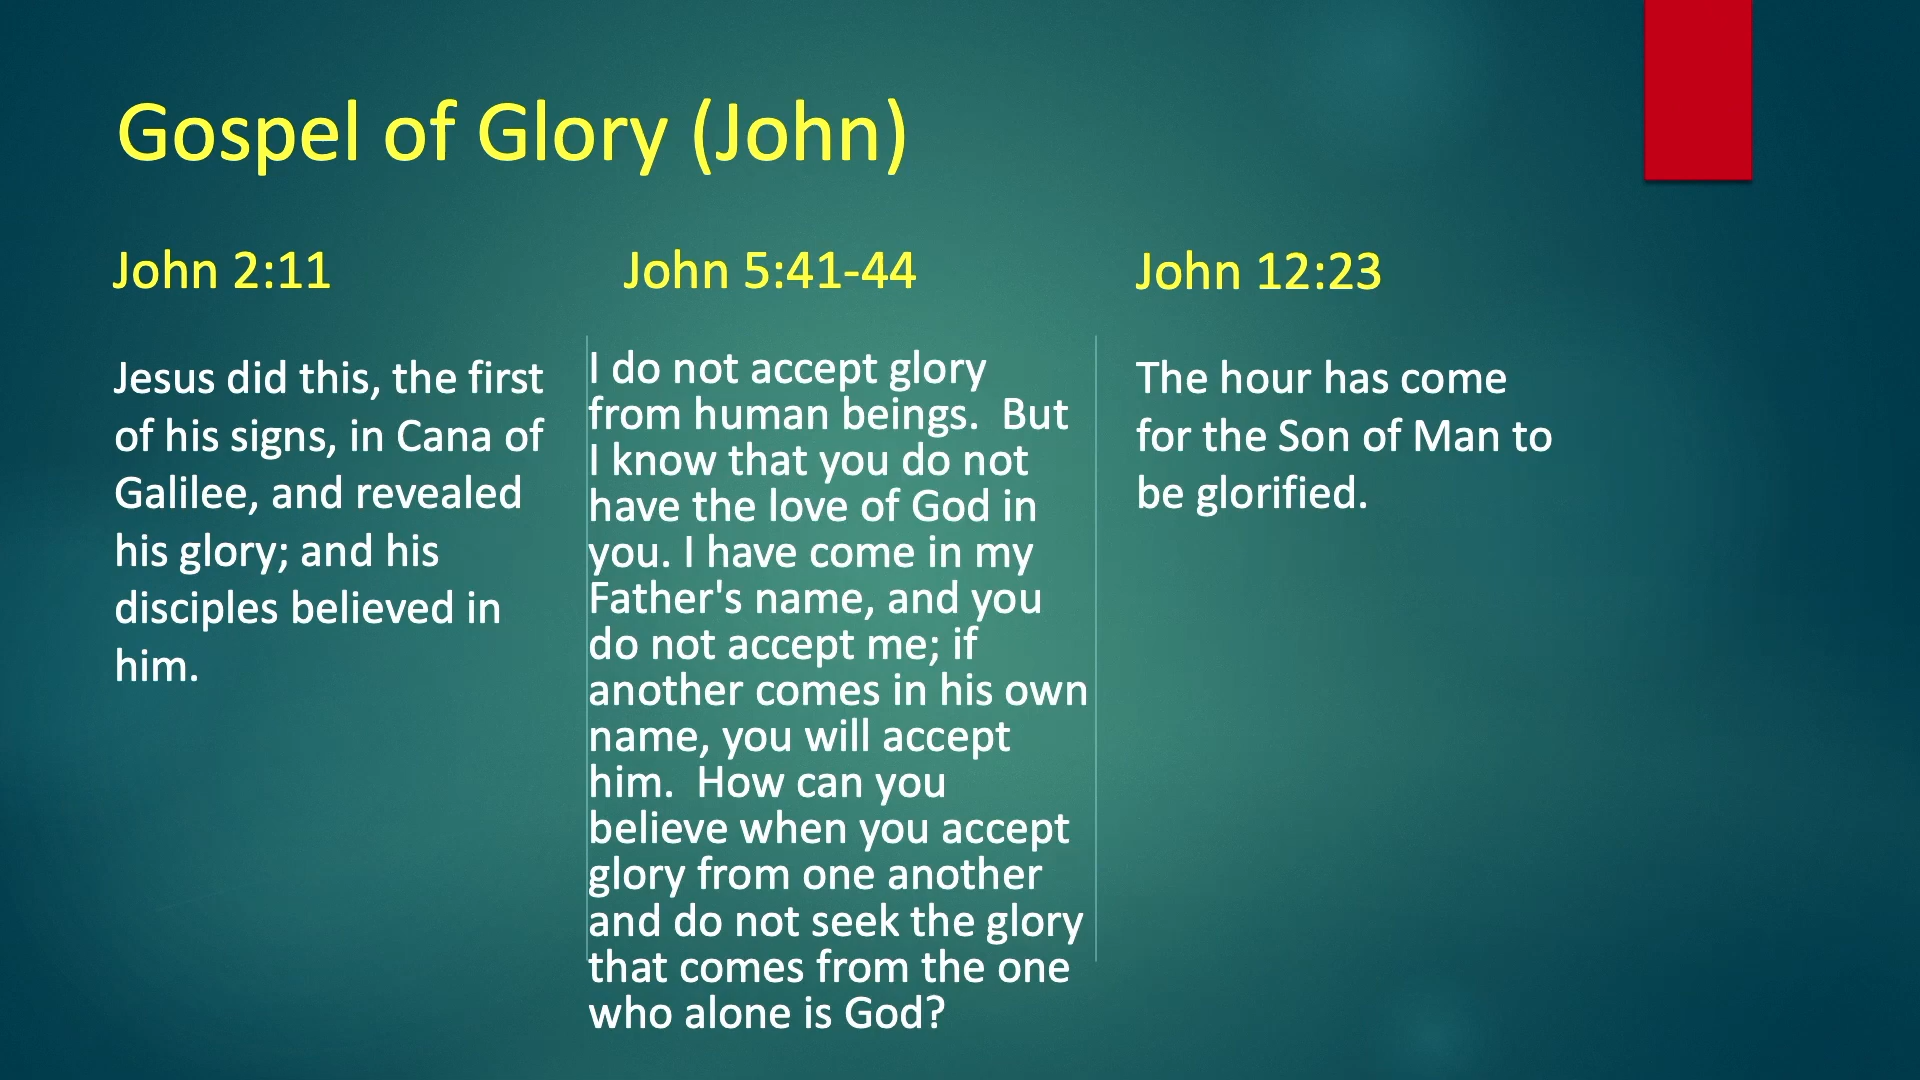 Gospel of Glory (John)
John 2:11
Jesus did this, the first
of his signs, in Cana of
Galilee, and revealed
his glory; and his
disciples believed in
him.
John 5:41-44
I do not accept glory
from human beings.  But
I know that you do not
have the love of God in
you. I have come in my
Father's name, and you
do not accept me; if
another comes in his own
name, you will accept
him.  How can you
believe when you accept
glory from one another
and do not seek the glory
that comes from the one
who alone is God?
John 12:23
The hour has come
for the Son of Man to
be glorified.